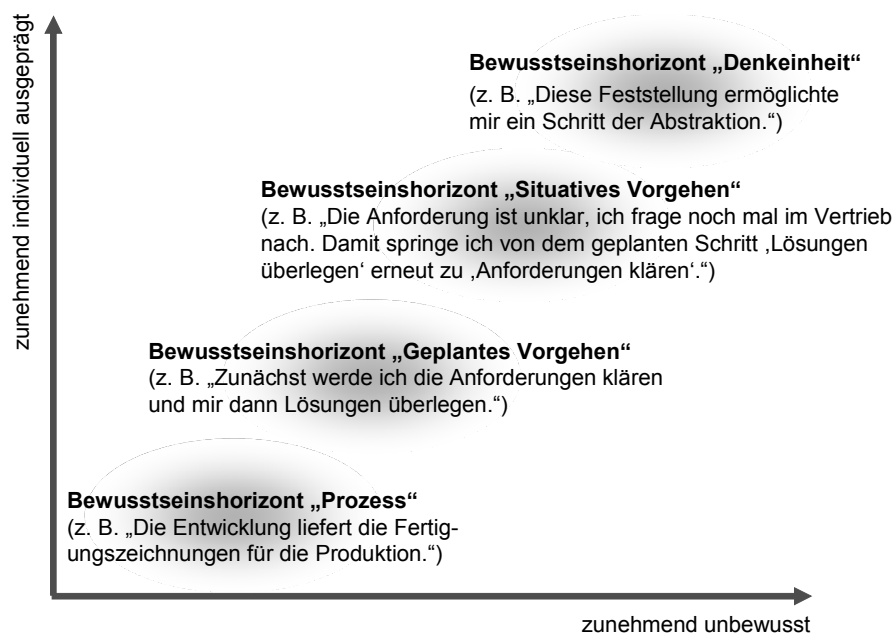 zunehmend individuell ausgeprägt
Bewusstseinshorizont „Denkeinheit“
(z. B. „Diese Feststellung ermöglichte
mir ein Schritt der Abstraktion.“)
Bewusstseinshorizont „Situatives Vorgehen“
(z. B. „Die Anforderung ist unklar, ich frage noch mal im Vertrieb
nach. Damit springe ich von dem geplanten Schritt ‚Lösungen
überlegen‘ erneut zu ‚Anforderungen klären‘.“)
Bewusstseinshorizont „Geplantes Vorgehen“
(z. B. „Zunächst werde ich die Anforderungen klären
und mir dann Lösungen überlegen.“)
Bewusstseinshorizont „Prozess“
(z. B. „Die Entwicklung liefert die Fertig-
ungszeichnungen für die Produktion.“)
zunehmend unbewusst